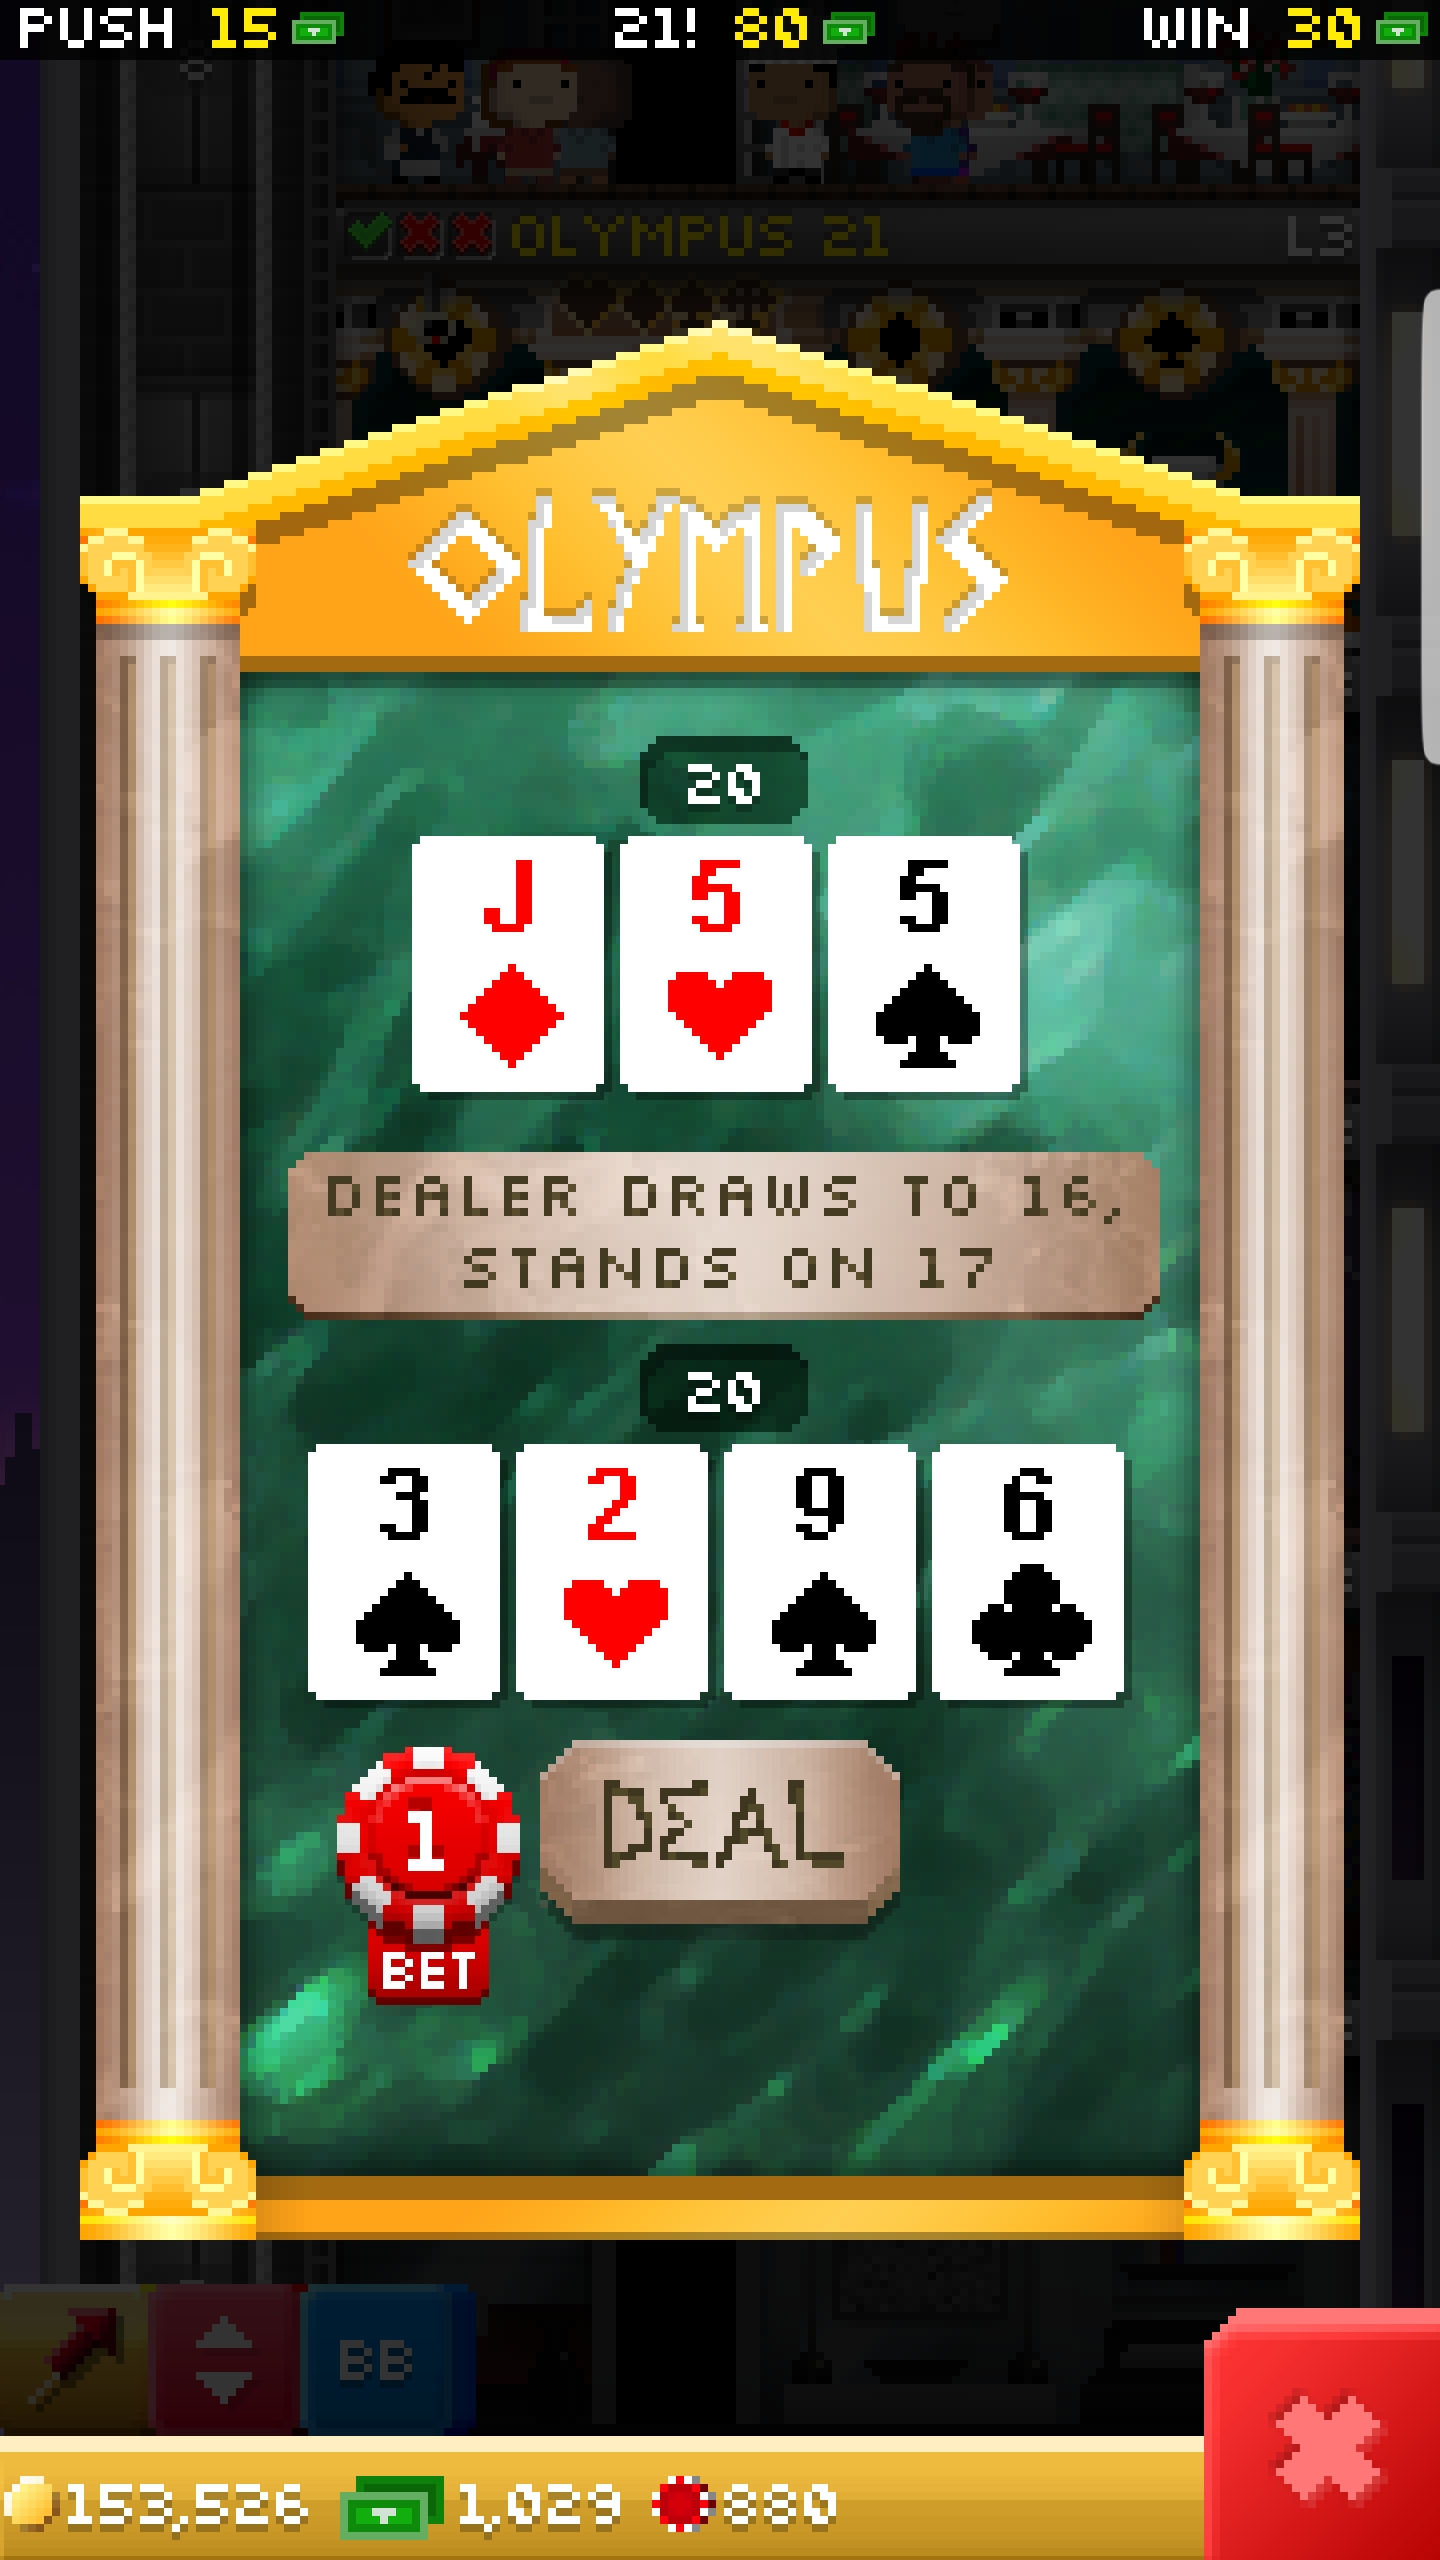 PUSH 15 21! 80 WIN 30
OLYMPUS 21 L3
OLYMPUS
20
J 5 5
DEALER DRAWS TO 16,
STANDS ON 17
20
3 2 9 6
1 DEAL
BET
BB
153,526 1,029 880